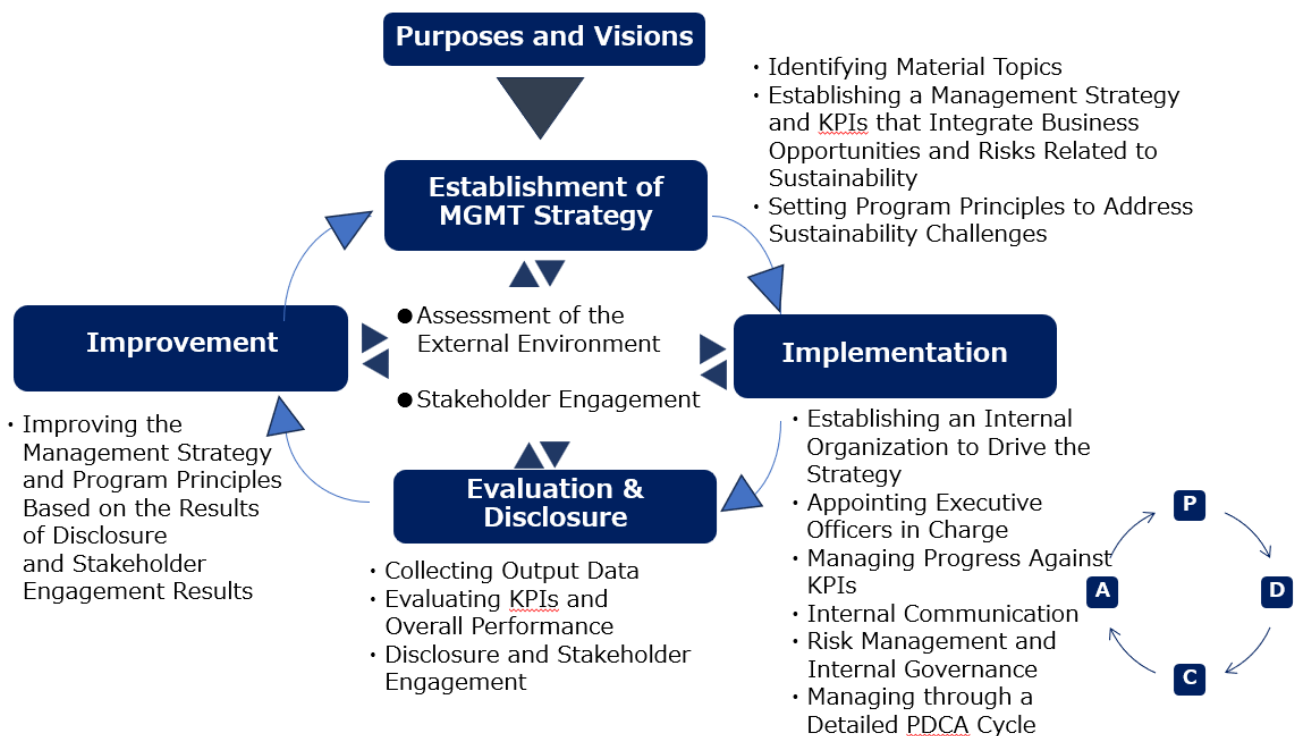 Purposes and Visions
・Identifying Material Topics
・Establishing a Management Strategy
and KPIs that Integrate Business
Opportunities and Risks Related to
Sustainability
・Setting Program Principles to Address
Sustainability Challenges
Establishment of
MGMT Strategy
Improvement
●Assessment of the
External Environment
●Stakeholder Engagement
Implementation
・Improving the
Management Strategy
and Program Principles
Based on the Results
of Disclosure
and Stakeholder
Engagement Results
Evaluation &
Disclosure
・Collecting Output Data
・Evaluating KPIs and
Overall Performance
・Disclosure and Stakeholder
Engagement
・Establishing an Internal
Organization to Drive the
Strategy
・Appointing Executive
Officers in Charge
・Managing Progress Against
KPIs
・Internal Communication
・Risk Management and
Internal Governance
・Managing through a
Detailed PDCA Cycle
P
D
C
A